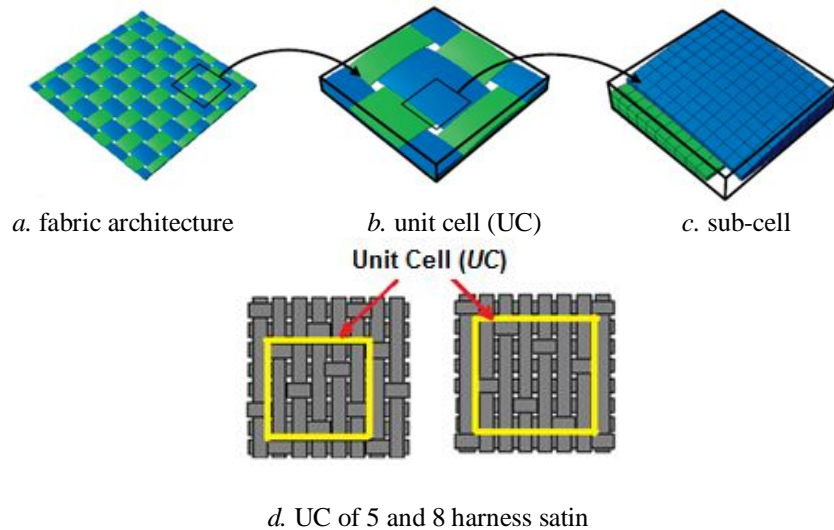 a. fabric architecture
b. unit cell (UC)
c. sub-cell
Unit Cell (UC)
d. UC of 5 and 8 harness satin